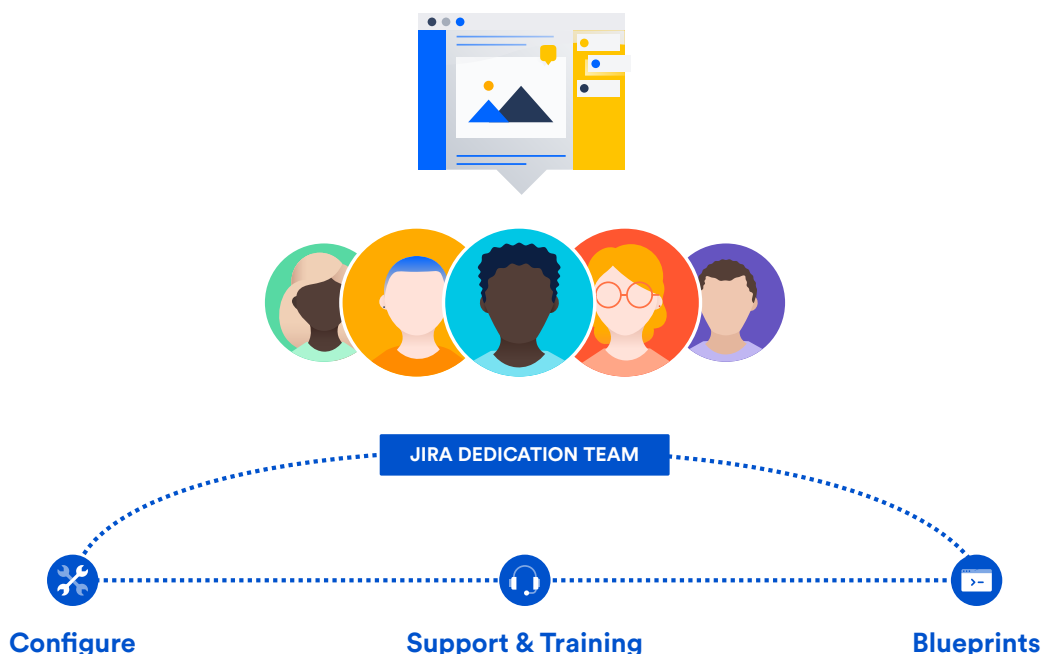 JIRA DEDICATION TEAM
Configure
Support & Training
Blueprints